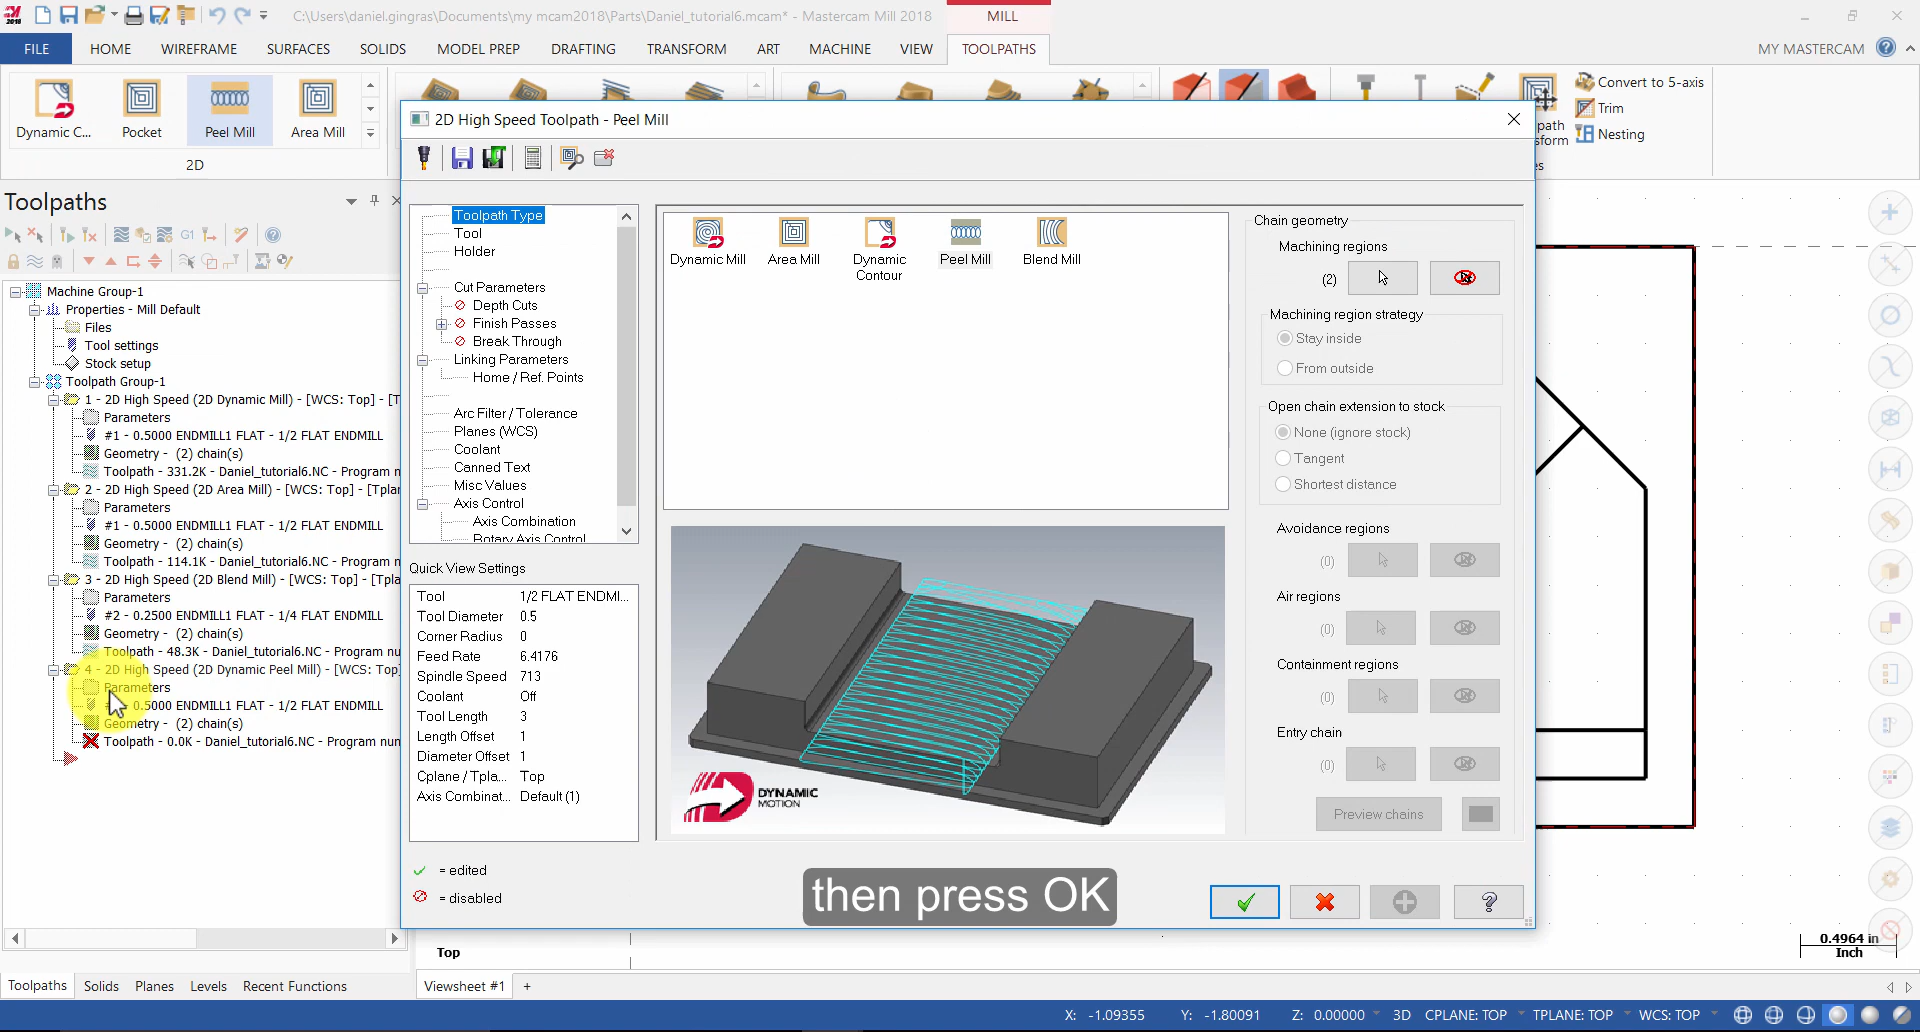 2018
C:\Users\daniel.gingras\Documents\my mcam2018\Parts\Daniel_tutorial6.mcam* - Mastercam Mill 2018
MILL
FILE HOME WIREFRAME SURFACES SOLIDS MODEL PREP DRAFTING TRANSFORM ART MACHINE VIEW TOOLPATHS MY MASTERCAM
Dynamic C... Pocket Peel Mill Area Mill
2D
Convert to 5-axis
Trim
Nesting
Toolpaths
G1
Machine Group-1
Properties - Mill Default
Files
Tool settings
Stock setup
Toolpath Group-1
1 - 2D High Speed (2D Dynamic Mill) - [WCS: Top] - [T
Parameters
#1 - 0.5000 ENDMILL1 FLAT - 1/2 FLAT ENDMILL
Geometry - (2) chain(s)
Toolpath - 331.2K - Daniel_tutorial6.NC - Program n
2 - 2D High Speed (2D Area Mill) - [WCS: Top] - [Tplan
Parameters
#1 - 0.5000 ENDMILL1 FLAT - 1/2 FLAT ENDMILL
Geometry - (2) chain(s)
Toolpath - 114.1K - Daniel_tutorial6.NC - Program n
3 - 2D High Speed (2D Blend Mill) - [WCS: Top] - [Tpla
Parameters
#2 - 0.2500 ENDMILL1 FLAT - 1/4 FLAT ENDMILL
Geometry - (2) chain(s)
Toolpath - 48.3K - Daniel_tutorial6.NC - Program nu
4 - 2D High Speed (2D Dynamic Peel Mill) - [WCS: Top]
Parameters
0.5000 ENDMILL1 FLAT - 1/2 FLAT ENDMILL
Geometry - (2) chain(s)
Toolpath - 0.0K - Daniel_tutorial6.NC - Program nun
Toolpaths Solids Planes Levels Recent Functions
2D High Speed Toolpath - Peel Mill
Toolpath Type
Tool
Holder
Cut Parameters
Depth Cuts
Finish Passes
Break Through
Linking Parameters
Home / Ref. Points
Arc Filter / Tolerance
Planes (WCS)
Coolant
Canned Text
Misc Values
Axis Control
Axis Combination
Rotary Axis Control
Quick View Settings
Tool 1/2 FLAT ENDMI...
Tool Diameter 0.5
Corner Radius 0
Feed Rate 6.4176
Spindle Speed 713
Coolant Off
Tool Length 3
Length Offset 1
Diameter Offset 1
Cplane / Tpla... Top
Axis Combinat... Default (1)
= edited
= disabled
Dynamic Mill Area Mill Dynamic Contour Peel Mill Blend Mill
DYNAMIC
MOTION
Chain geometry
Machining regions
(2)
Machining region strategy
Stay inside
From outside
Open chain extension to stock
None (ignore stock)
Tangent
Shortest distance
Avoidance regions
(0)
Air regions
(0)
Containment regions
(0)
Entry chain
(0)
Preview chains
then press OK
Top
0.4964 in
Inch
Viewsheet #1 +
X: -1.09355 Y: -1.80091 Z: 0.00000 3D CPLANE: TOP TPLANE: TOP WCS: TOP